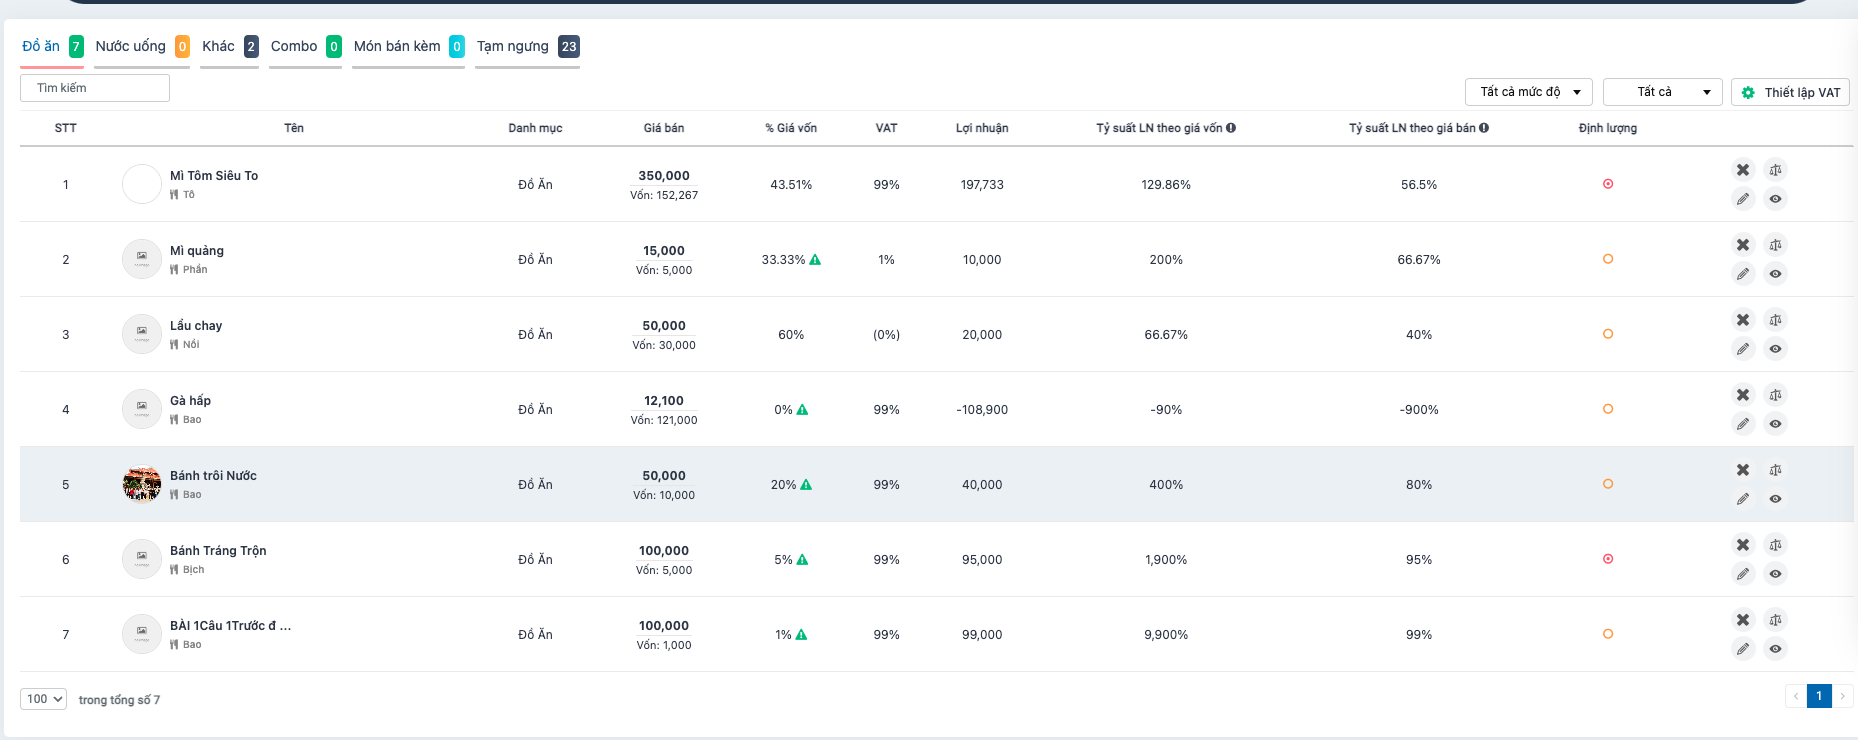 Đồ ăn 7 Nước uống 0 Khác 2 Combo 0 Món bán kèm 0 Tạm ngưng 23
Tìm kiếm
Tất cả mức độ Tất cả Thiết lập VAT
STT Tên Danh mục Giá bán % Giá vốn VAT Lợi nhuận Tỷ suất LN theo giá vốn Tỷ suất LN theo giá bán Định lượng
1 Mì Tôm Siêu To Đồ Ăn 350,000 43.51% 99% 197,733 129.86% 56.5%
Tô Vốn: 152,267
2 Mì quảng Đồ Ăn 15,000 33.33% 1% 10,000 200% 66.67%
Phần Vốn: 5,000
3 Lẩu chay Đồ Ăn 50,000 60% (0%) 20,000 66.67% 40%
Nồi Vốn: 30,000
4 Gà hấp Đồ Ăn 12,100 0% 99% -108,900 -90% -900%
Bao Vốn: 121,000
5 Bánh trôi Nước Đồ Ăn 50,000 20% 99% 40,000 400% 80%
Bao Vốn: 10,000
6 Bánh Tráng Trộn Đồ Ăn 100,000 5% 99% 95,000 1,900% 95%
Bịch Vốn: 5,000
7 BÀI 1Câu 1Trước đ ... Đồ Ăn 100,000 1% 99% 99,000 9,900% 99%
Bao Vốn: 1,000
100 trong tổng số 7
1